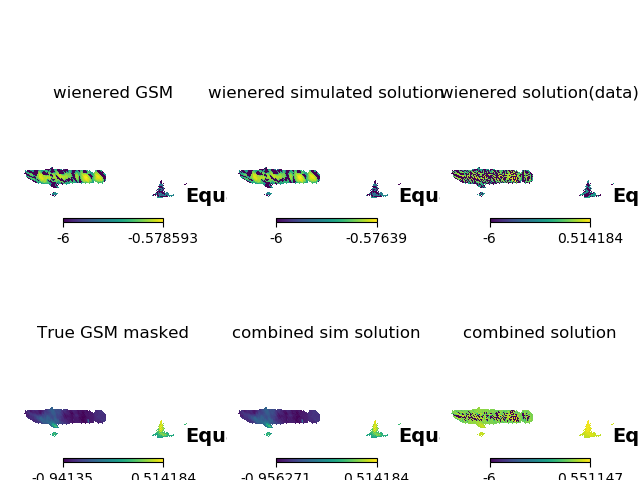 wienered GSM
wienered simulated solution
wienered solution(data)
Equ
Equ
Eq
-6 -0.578593
-6 -0.57639
-6 0.514184
True GSM masked
combined sim solution
combined solution
Equ
Equ
Eq
-0.94135 0.514184
-0.956271 0.514184
-6 0.551147